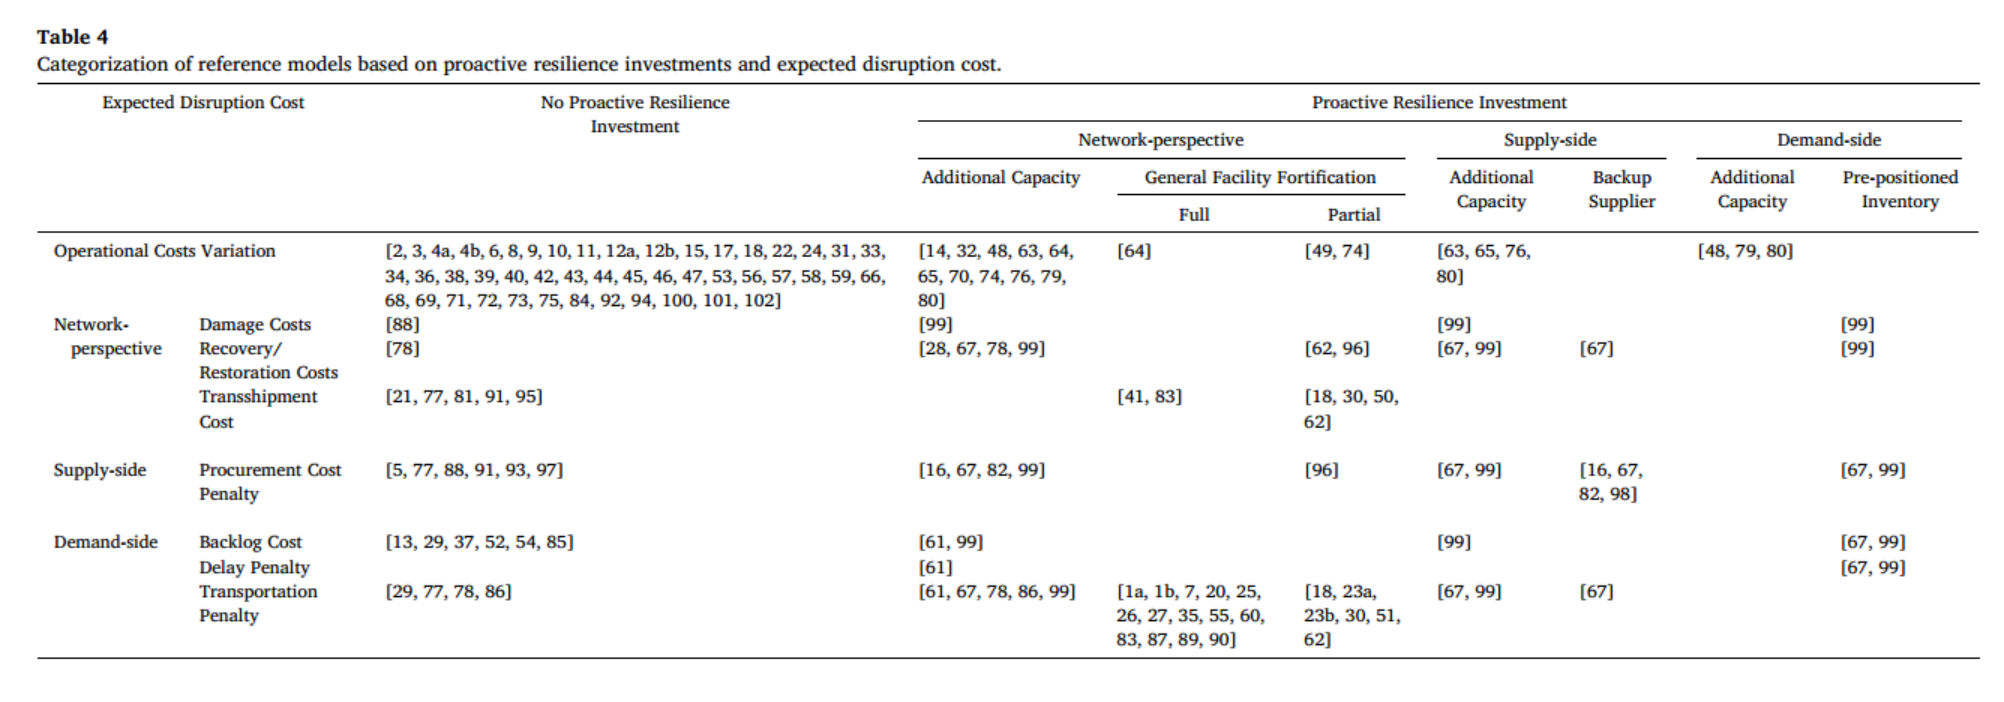 Table 4
Categorization of reference models based on proactive resilience investments and expected disruption cost.
Expected Disruption Cost No Proactive Resilience Investment Proactive Resilience Investment
Network-perspective Supply-side Demand-side
Additional Capacity General Facility Fortification Additional Capacity Backup Supplier Additional Capacity Pre-positioned Inventory
Full Partial
Operational Costs Variation [2, 3, 4a, 4b, 6, 8, 9, 10, 11, 12a, 12b, 15, 17, 18, 22, 24, 31, 33, [14, 32, 48, 63, 64, [64] [49, 74] [63, 65, 76, [48, 79, 80]
34, 36, 38, 39, 40, 42, 43, 44, 45, 46, 47, 53, 56, 57, 58, 59, 66, 65, 70, 74, 76, 79, 80]
68, 69, 71, 72, 73, 75, 84, 92, 94, 100, 101, 102] 80]
Network- Damage Costs [88] [99] [99] [99]
perspective Recovery/ [78] [28, 67, 78, 99] [62, 96] [67, 99] [67] [99]
Restoration Costs
Transshipment [21, 77, 81, 91, 95] [41, 83] [18, 30, 50,
Cost 62]
Supply-side Procurement Cost [5, 77, 88, 91, 93, 97] [16, 67, 82, 99] [96] [67, 99] [16, 67, [67, 99]
Penalty 82, 98]
Demand-side Backlog Cost [13, 29, 37, 52, 54, 85] [61, 99] [99] [67, 99]
Delay Penalty [61] [67, 99]
Transportation [29, 77, 78, 86] [61, 67, 78, 86, 99] [1a, 1b, 7, 20, 25, [18, 23a, [67, 99] [67]
Penalty 26, 27, 35, 55, 60, 23b, 30, 51,
83, 87, 89, 90] 62]